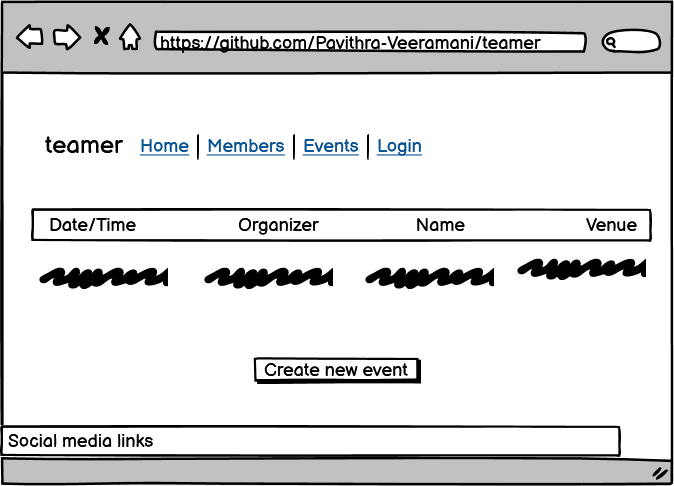 https://github.com/Pavithra-Veeramani/teamer
teamer Home Members Events Login
Date/Time Organizer Name Venue
Create new event
Social media links